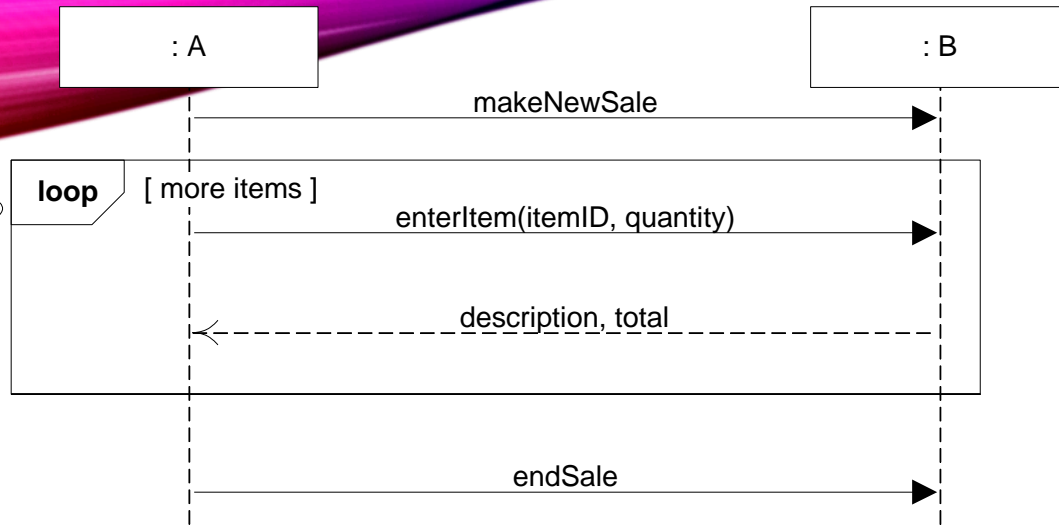 : A
: B
makeNewSale
loop
[ more items ]
enterItem(itemID, quantity)
description, total
endSale